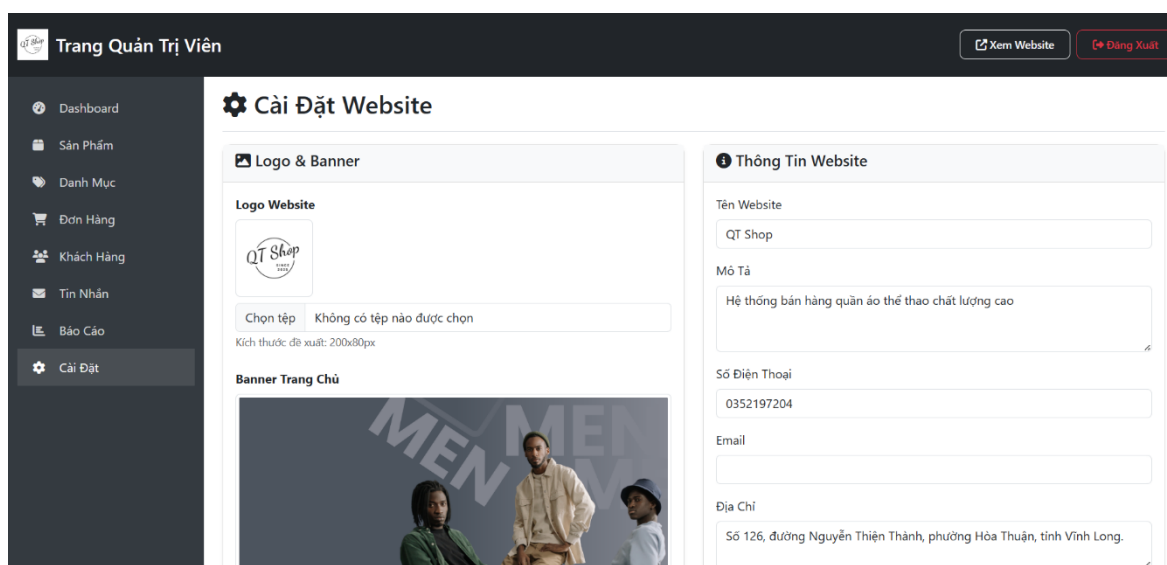 QT Shop
Trang Quản Trị Viên
Xem Website
Đăng Xuất
Dashboard
Sản Phẩm
Danh Mục
Đơn Hàng
Khách Hàng
Tin Nhắn
Báo Cáo
Cài Đặt
Cài Đặt Website
Logo & Banner
Logo Website
QT Shop
Chọn tệp Không có tệp nào được chọn
Kích thước đề xuất: 200x80px
Banner Trang Chủ
MEN
MEN
Thông Tin Website
Tên Website
QT Shop
Mô Tả
Hệ thống bán hàng quần áo thể thao chất lượng cao
Số Điện Thoại
0352197204
Email
Địa Chỉ
Số 126, đường Nguyễn Thiện Thành, phường Hòa Thuận, tỉnh Vĩnh Long.